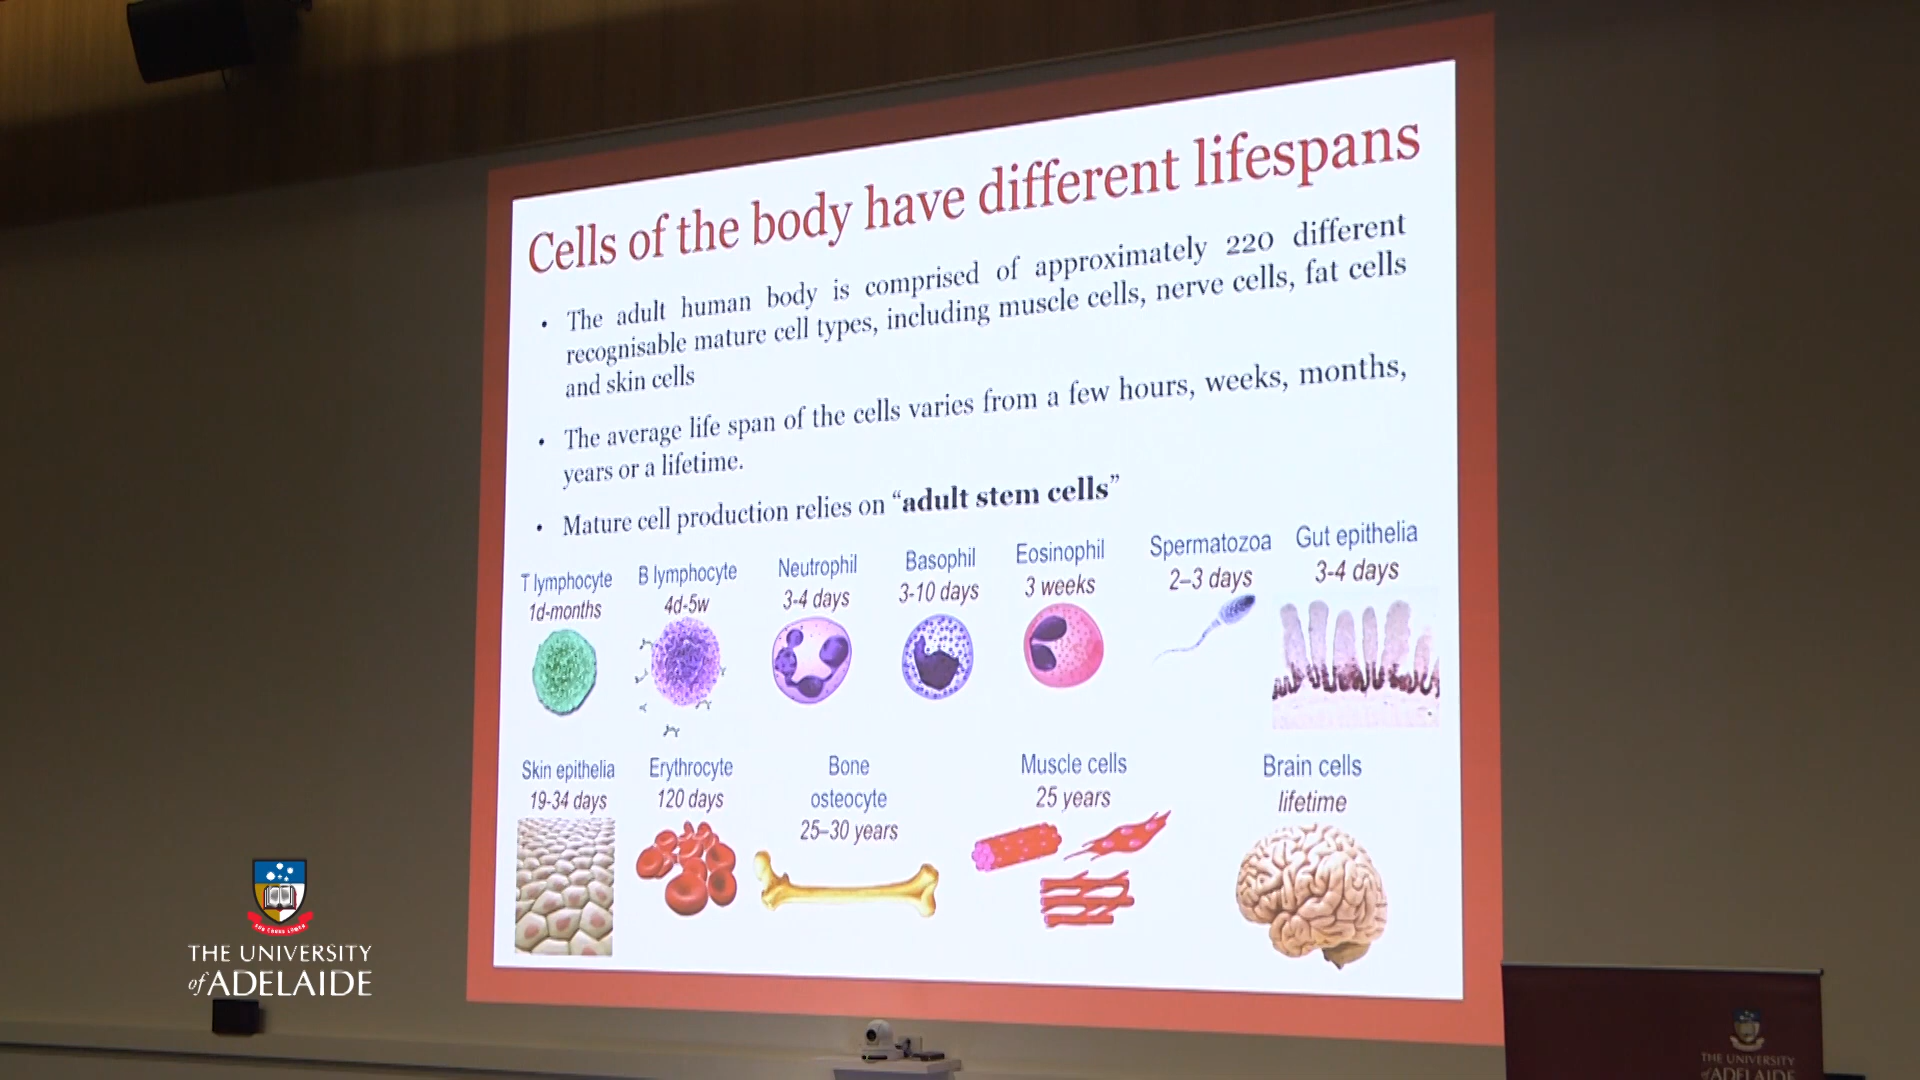 Cells of the body have different lifespans
• The adult human body is comprised of approximately 220 different
recognisable mature cell types, including muscle cells, nerve cells, fat cells
and skin cells
• The average life span of the cells varies from a few hours, weeks, months,
years or a lifetime.
• Mature cell production relies on “adult stem cells”
T lymphocyte
1d-months
B lymphocyte
4d-5w
Neutrophil
3-4 days
Basophil
3-10 days
Eosinophil
3 weeks
Spermatozoa
2–3 days
Gut epithelia
3-4 days
Skin epithelia
19-34 days
Erythrocyte
120 days
Bone
osteocyte
25–30 years
Muscle cells
25 years
Brain cells
lifetime
THE UNIVERSITY
of ADELAIDE
THE UNIVERSITY
of ADELAIDE